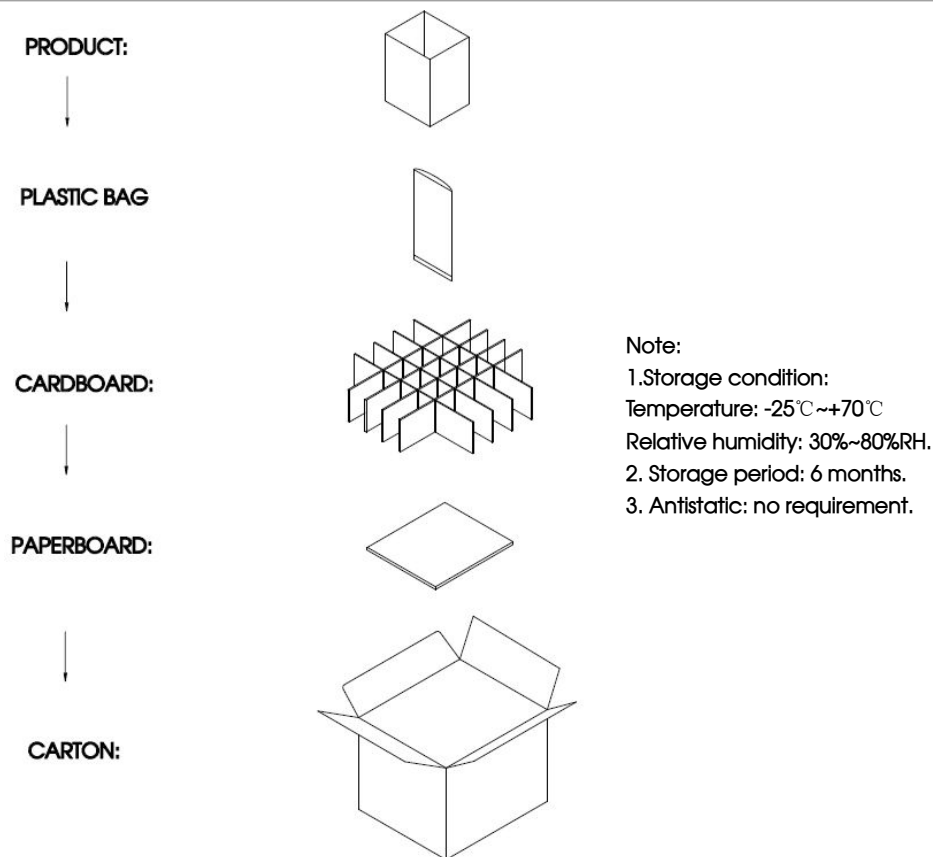 PRODUCT:
PLASTIC BAG
CARDBOARD:
PAPERBOARD:
CARTON:
Note:
1.Storage condition:
Temperature: -25℃~+70℃
Relative humidity: 30%~80%RH.
2. Storage period: 6 months.
3. Antistatic: no requirement.